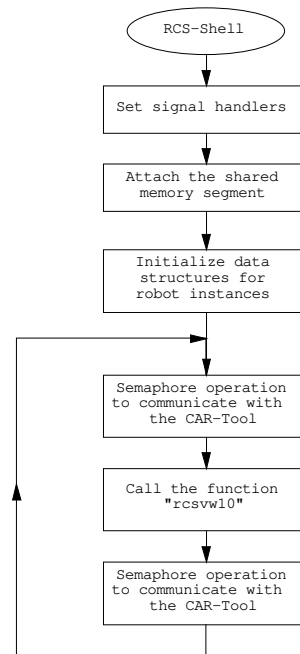 RCS-Shell
Set signal handlers
Attach the shared
memory segment
Initialize data
structures for
robot instances
Semaphore operation
to communicate with
the CAR-Tool
Call the function
"rcsvw10"
Semaphore operation
to communicate with
the CAR-Tool